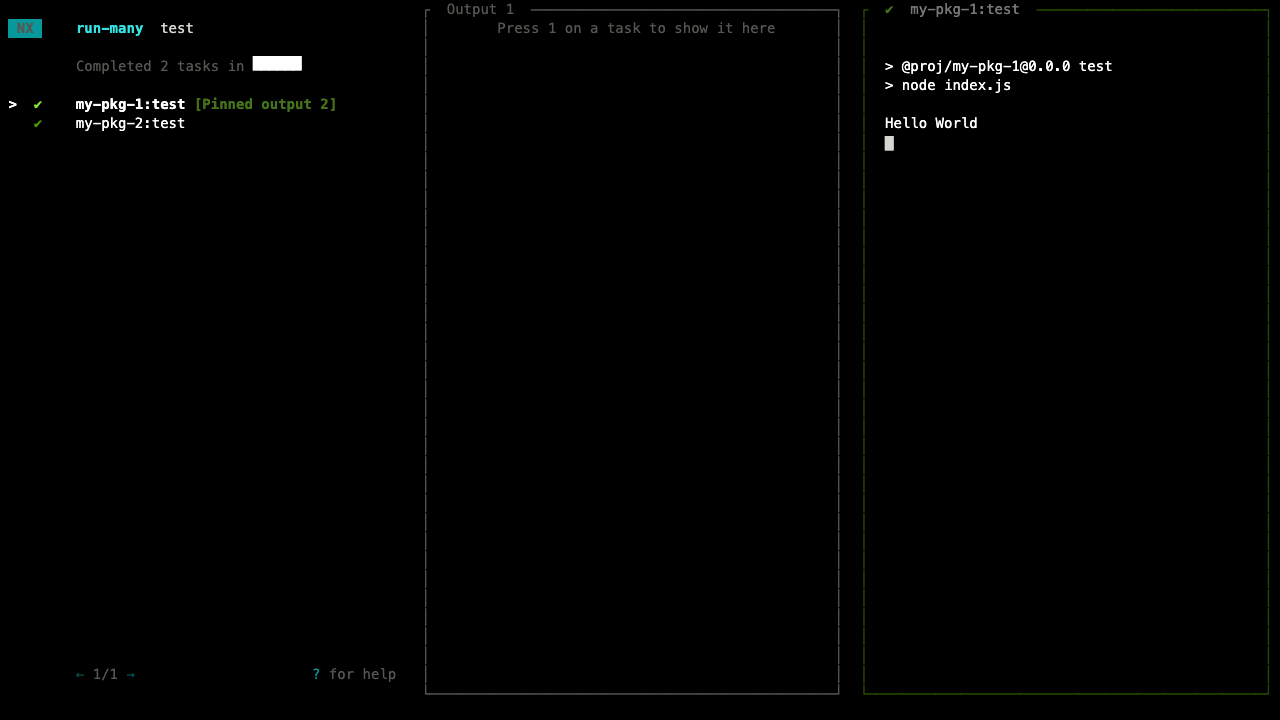 NX run-many test
Completed 2 tasks in
> ✔ my-pkg-1:test [Pinned output 2]
✔ my-pkg-2:test
← 1/1 → ? for help
Output 1
Press 1 on a task to show it here
✔ my-pkg-1:test
> @proj/my-pkg-1@0.0.0 test
> node index.js
Hello World